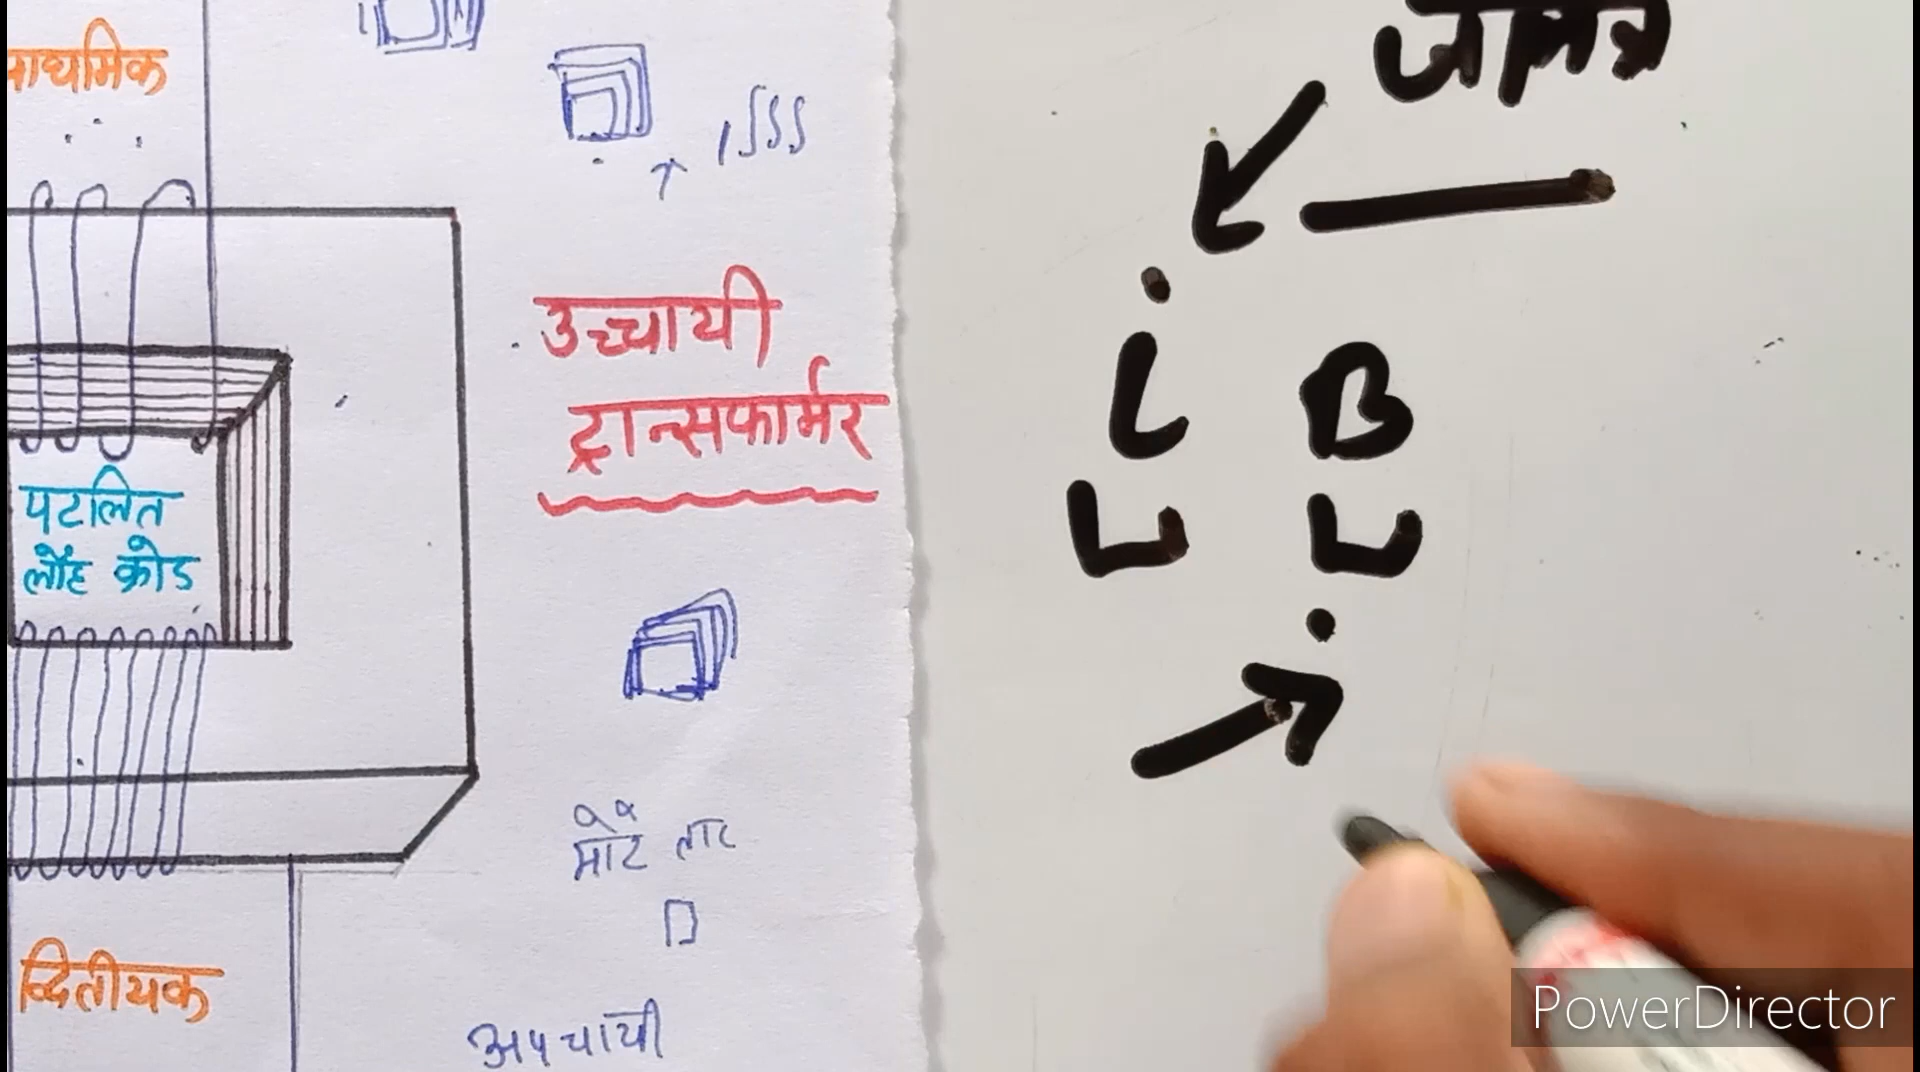 प्राथमिक
उच्चायी
ट्रान्सफार्मर
पटलित
लौह क्रोड
मोटे तार
द्वितीयक
अपचायी
L B
PowerDirector